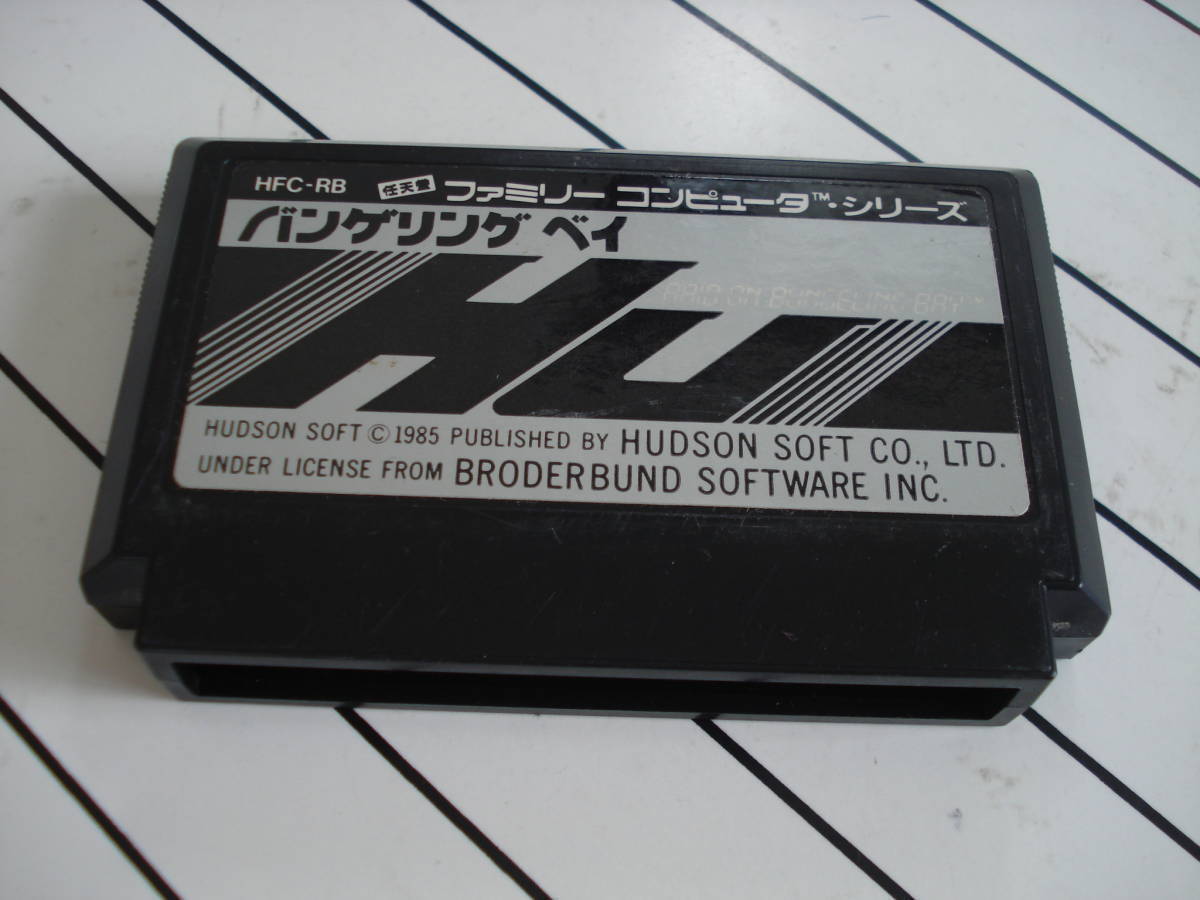 HFC-RB 任天堂 ファミリー コンピュータ™・シリーズ
バンゲリング ベイ
RAID ON BUNGELING BAY™
HU
HUDSON SOFT © 1985 PUBLISHED BY HUDSON SOFT CO., LTD.
UNDER LICENSE FROM BRODERBUND SOFTWARE INC.